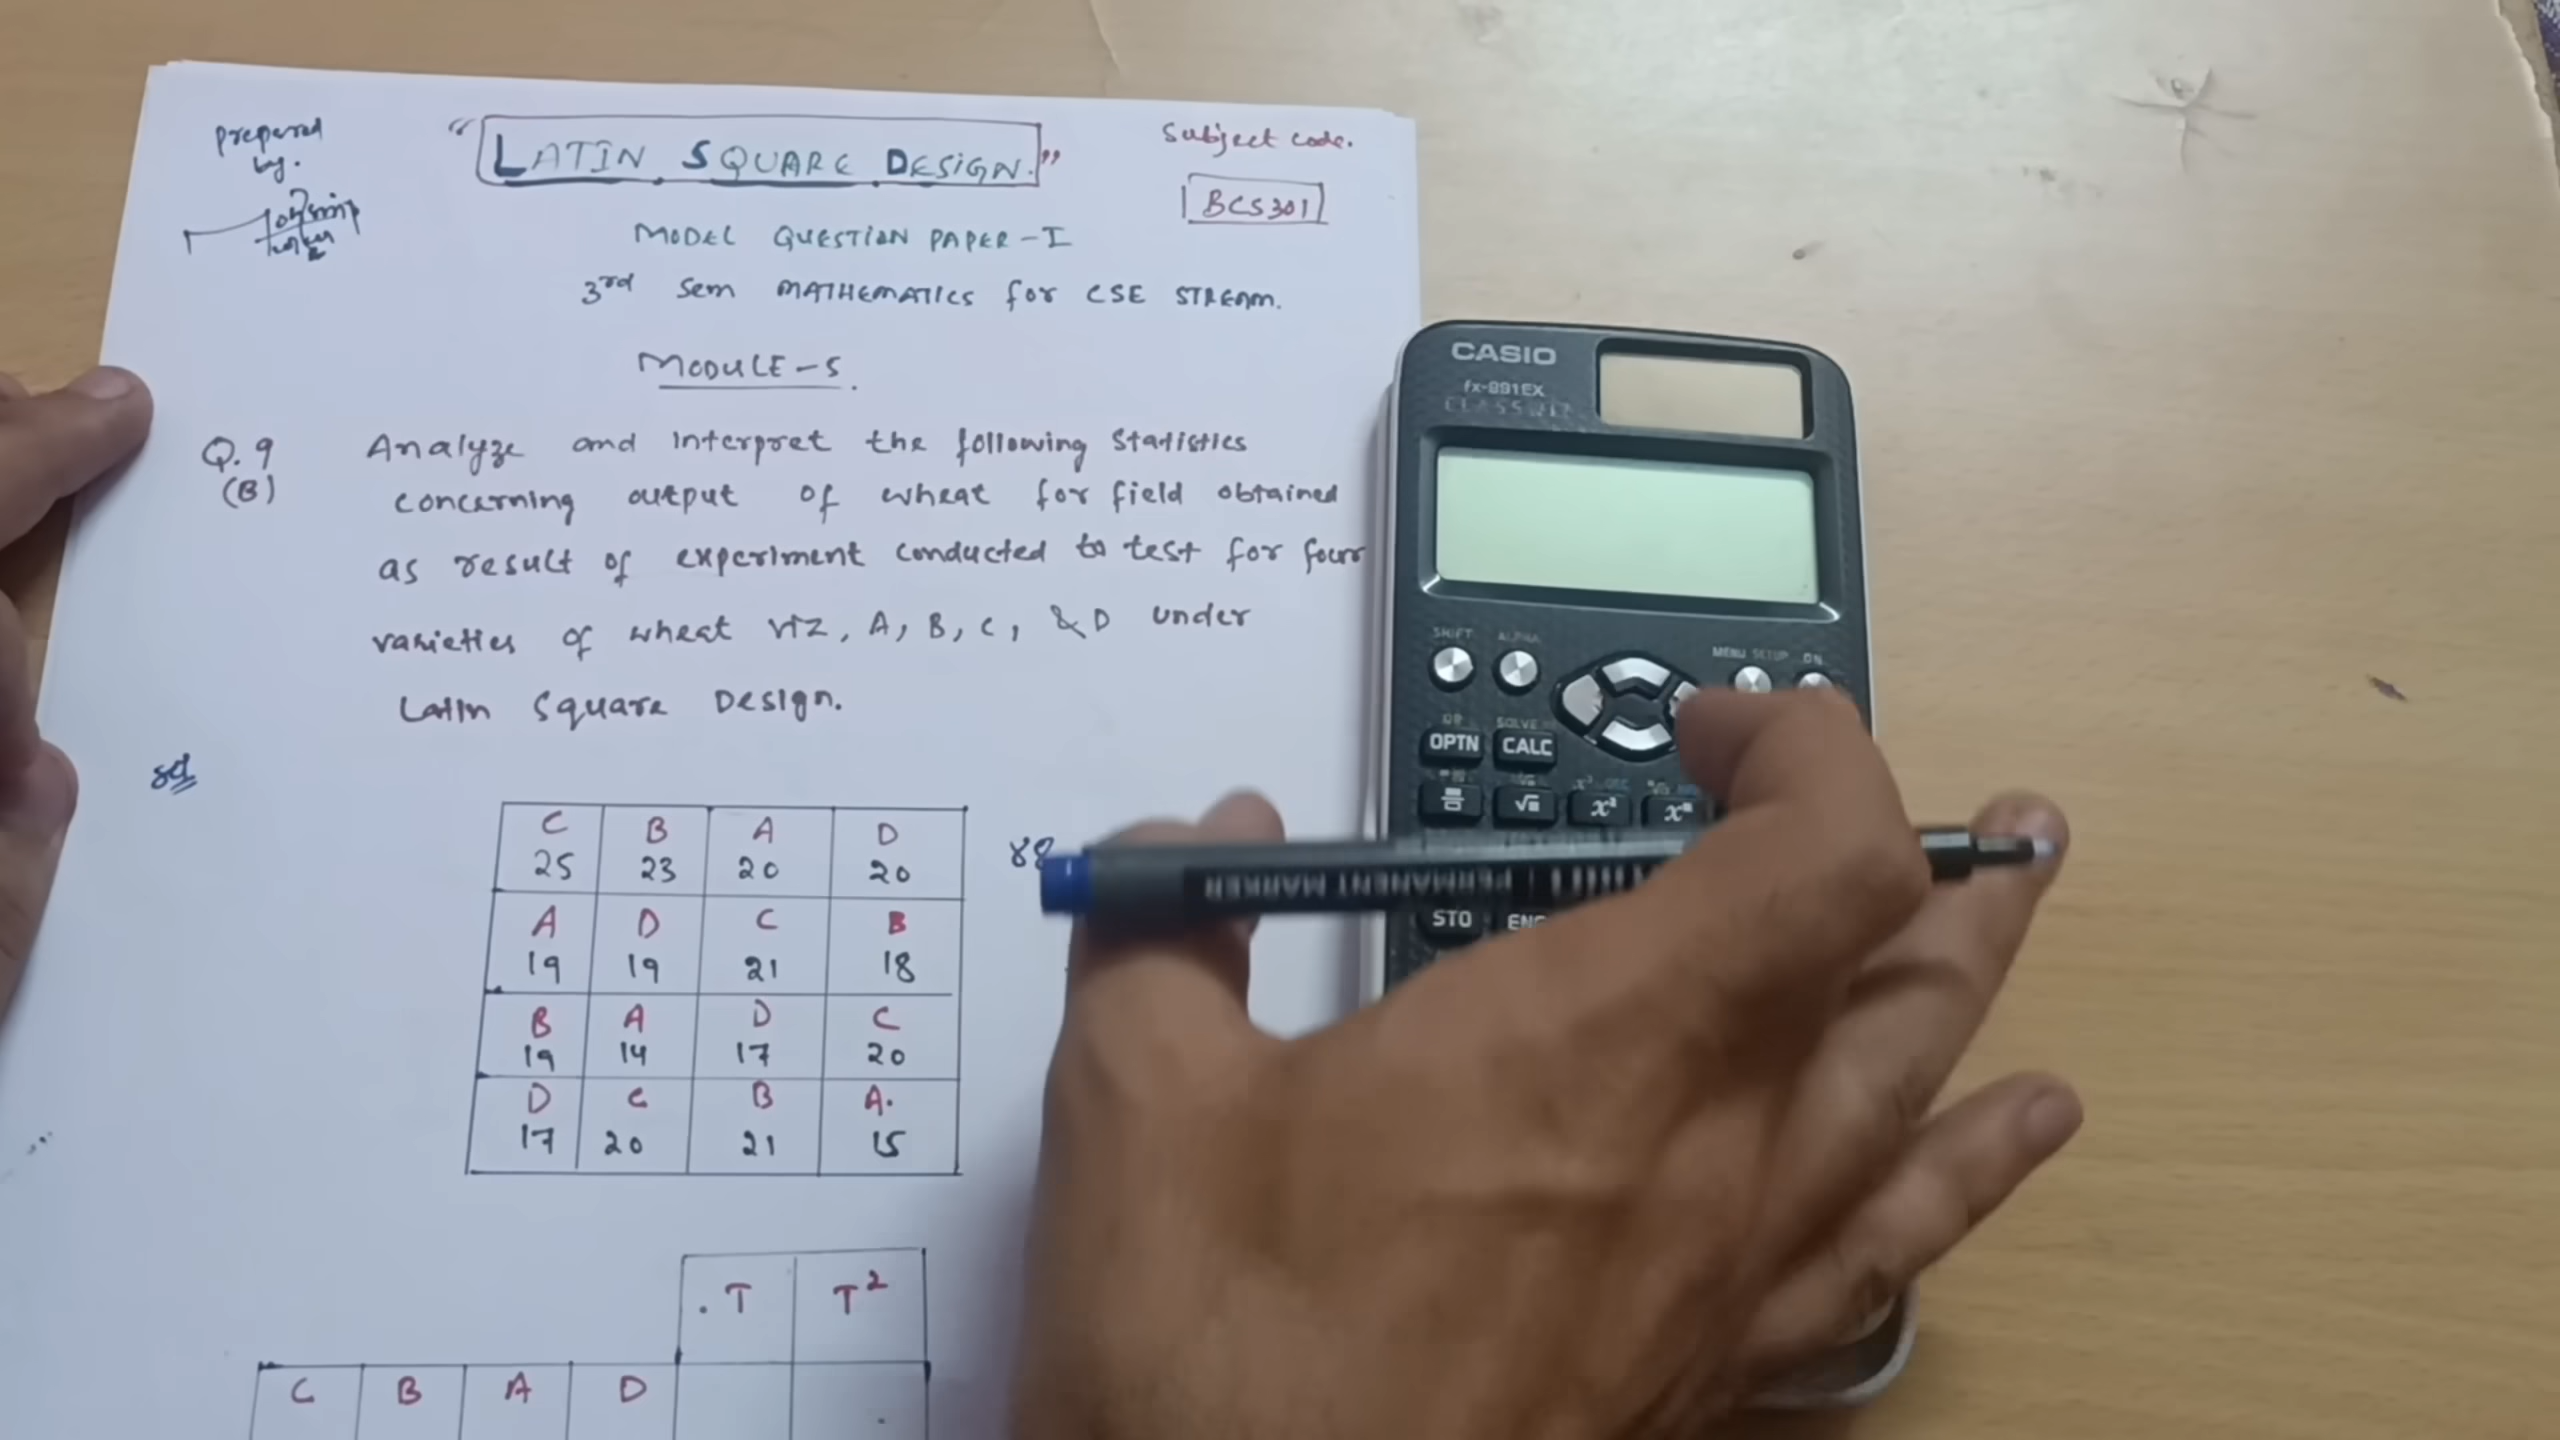 Prepared
by.
" LATIN SQUARE DESIGN. "
Subject code.
BCS301
MODEL QUESTION PAPER - I
3rd Sem MATHEMATICS for CSE STREAM.
MODULE-5.
Q.9
(B)
Analyze and Interpret the following Statistics
concerning output of wheat for field obtained
as result of experiment conducted to test for four
varieties of wheat viz, A, B, C, & D under
Latin Square Design.
Sol
C B A D
25 23 20 20
88
A D C B
19 19 21 18
B A D C
19 14 17 20
D C B A.
17 20 21 15
. T T²
C B A D
CASIO
fx-991EX
CLASSWIZ
SHIFT ALPHA MENU SETUP ON
SOLVE
OPTN CALC
√■ x² x■
STO ENG
PERMANENT MARKER